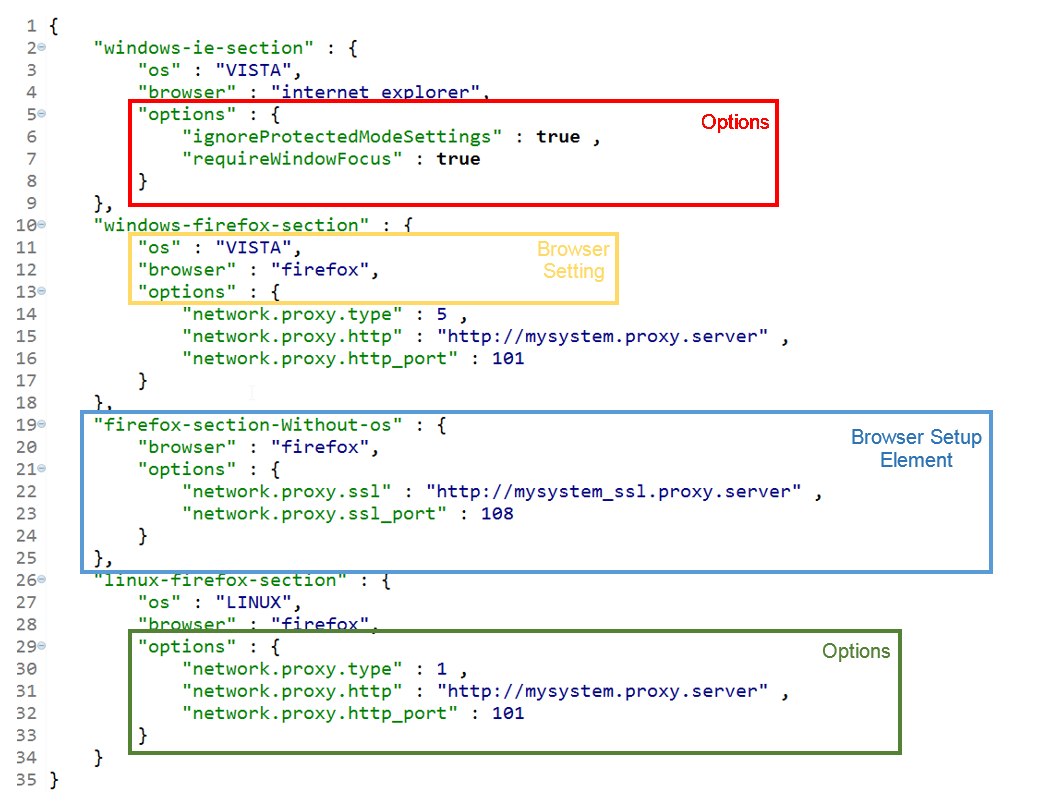 1 {
2 "windows-ie-section" : {
3 "os" : "VISTA",
4 "browser" : "internet explorer",
5 "options" : {
Options
6 "ignoreProtectedModeSettings" : true ,
7 "requireWindowFocus" : true
8 }
9 },
10 "windows-firefox-section" : {
11 "os" : "VISTA",
Browser
Setting
12 "browser" : "firefox",
13 "options" : {
14 "network.proxy.type" : 5 ,
15 "network.proxy.http" : "http://mysystem.proxy.server" ,
16 "network.proxy.http_port" : 101
17 }
18 },
19 "firefox-section-Without-os" : {
Browser Setup
Element
20 "browser" : "firefox",
21 "options" : {
22 "network.proxy.ssl" : "http://mysystem_ssl.proxy.server" ,
23 "network.proxy.ssl_port" : 108
24 }
25 },
26 "linux-firefox-section" : {
27 "os" : "LINUX",
28 "browser" : "firefox",
29 "options" : {
Options
30 "network.proxy.type" : 1 ,
31 "network.proxy.http" : "http://mysystem.proxy.server" ,
32 "network.proxy.http_port" : 101
33 }
34 }
35 }